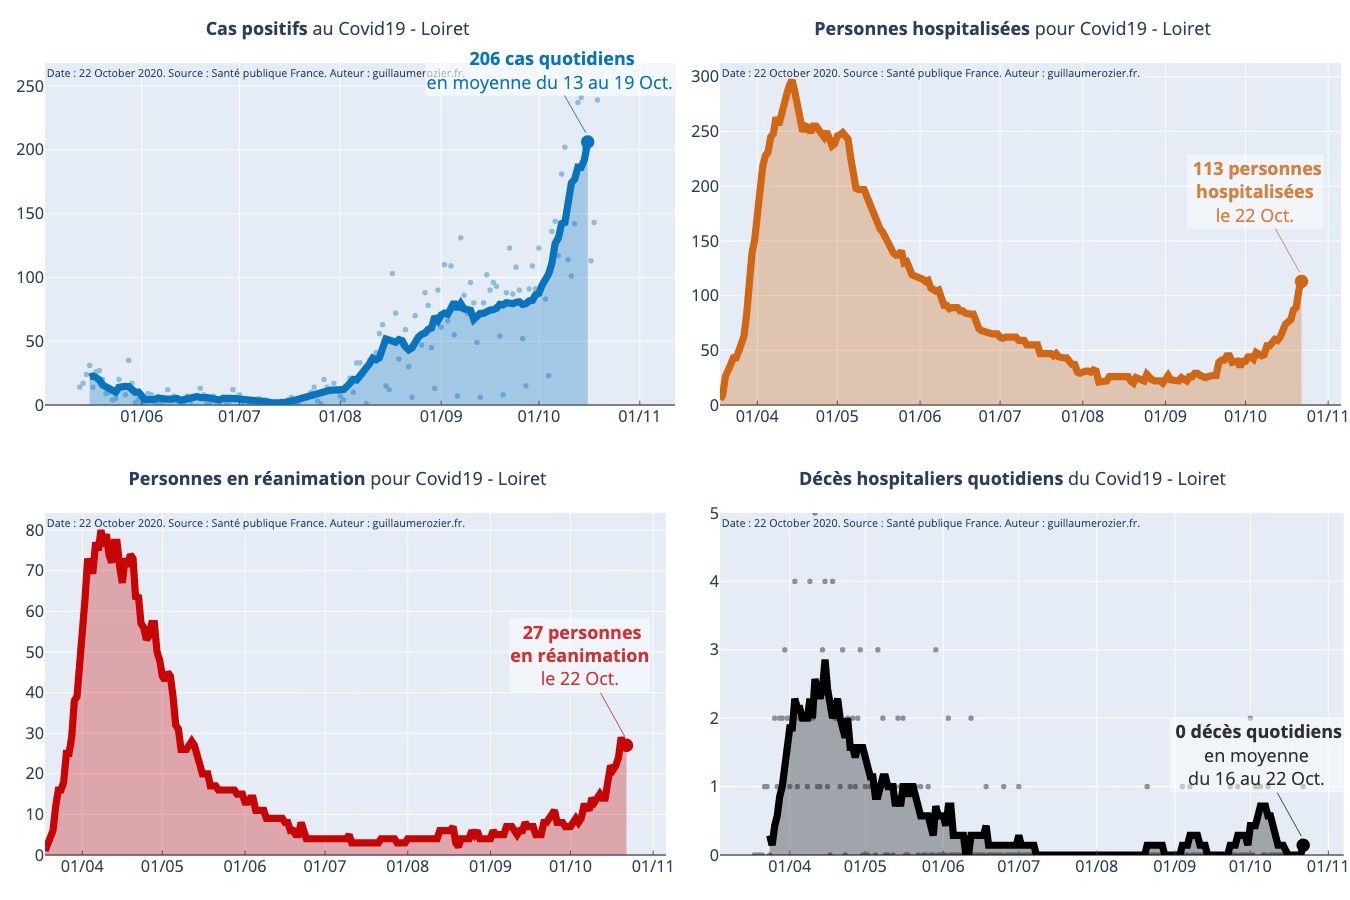 Cas positifs au Covid19 - Loiret
Date : 22 October 2020. Source : Santé publique France. Auteur : guillaumerozier.fr.
206 cas quotidiens
en moyenne du 13 au 19 Oct.
250
200
150
100
50
0
01/06 01/07 01/08 01/09 01/10 01/11
Personnes hospitalisées pour Covid19 - Loiret
Date : 22 October 2020. Source : Santé publique France. Auteur : guillaumerozier.fr.
300
250
200
150
100
50
0
113 personnes
hospitalisées
le 22 Oct.
01/04 01/05 01/06 01/07 01/08 01/09 01/10 01/11
Personnes en réanimation pour Covid19 - Loiret
Date : 22 October 2020. Source : Santé publique France. Auteur : guillaumerozier.fr.
80
70
60
50
40
30
20
10
0
27 personnes
en réanimation
le 22 Oct.
01/04 01/05 01/06 01/07 01/08 01/09 01/10 01/11
Décès hospitaliers quotidiens du Covid19 - Loiret
Date : 22 October 2020. Source : Santé publique France. Auteur : guillaumerozier.fr.
5
4
3
2
1
0
0 décès quotidiens
en moyenne
du 16 au 22 Oct.
01/04 01/05 01/06 01/07 01/08 01/09 01/10 01/11